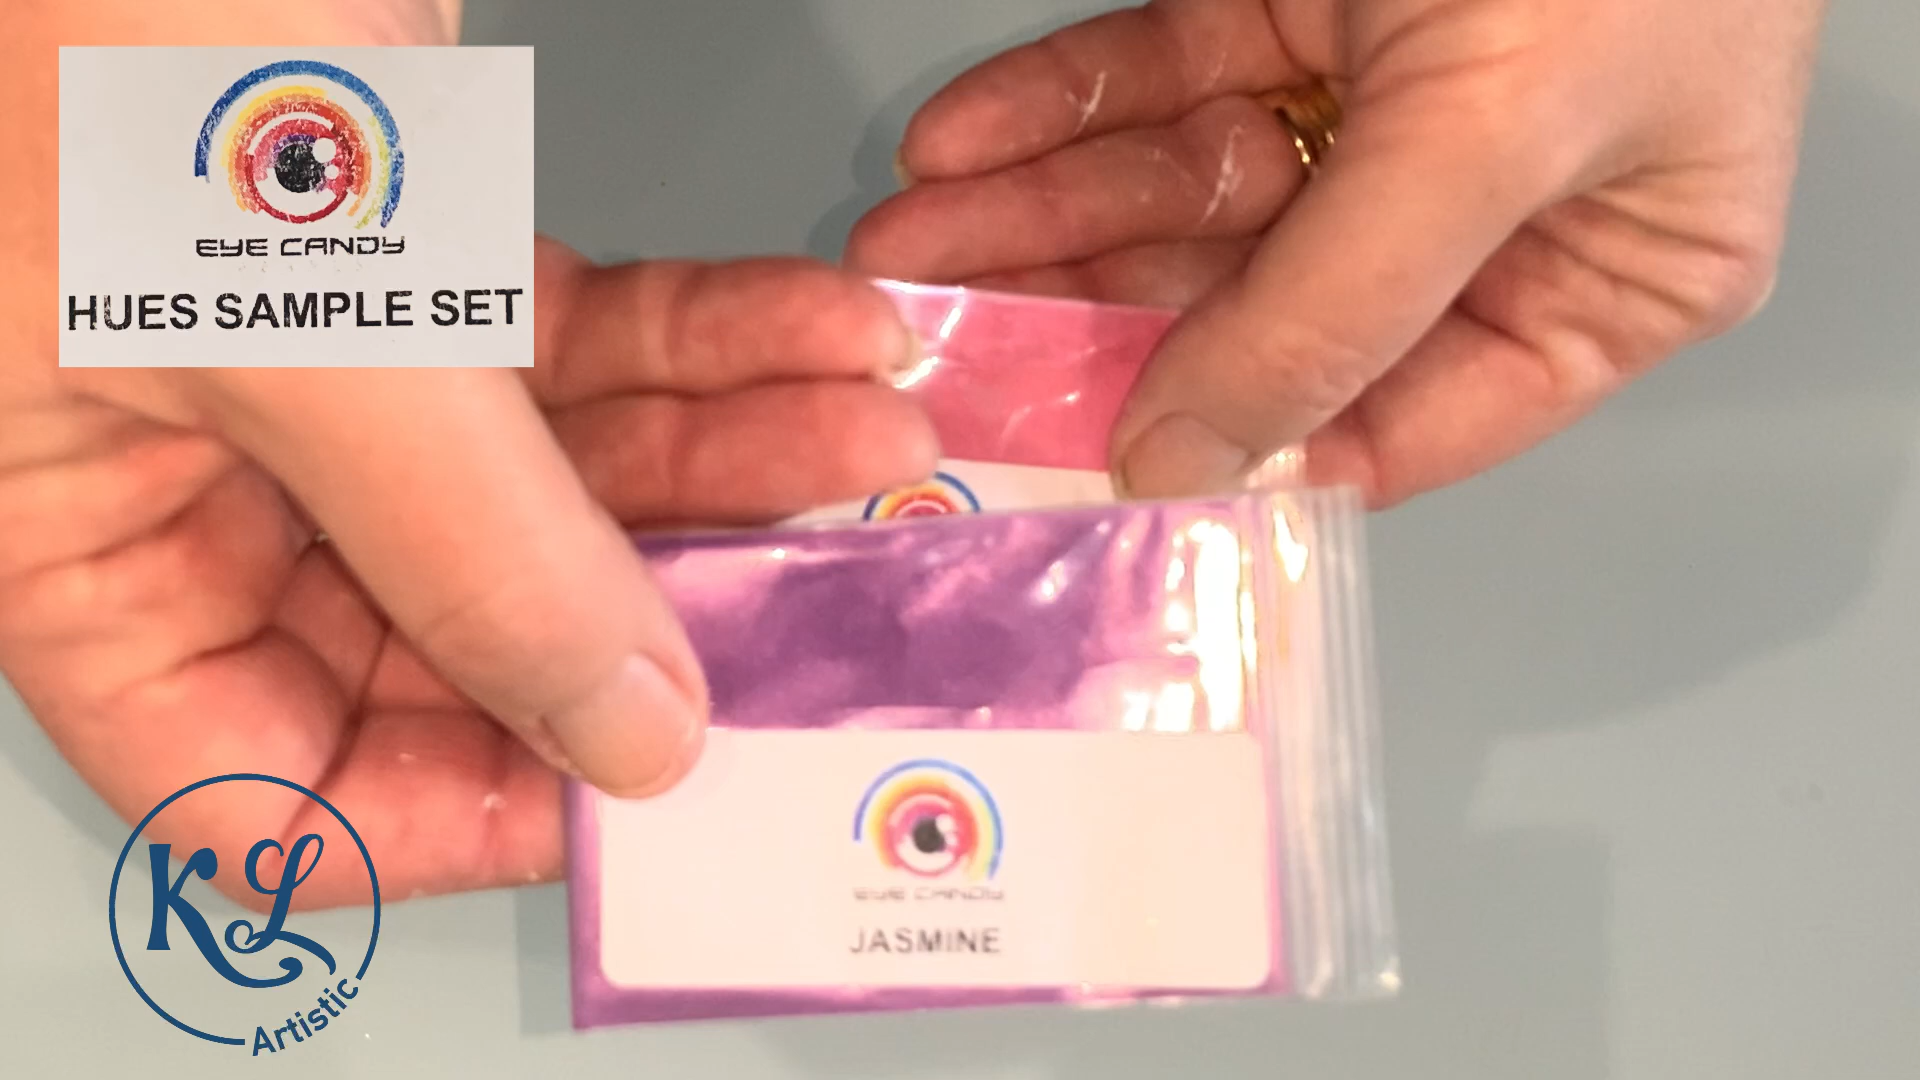 EYE CANDY
HUES SAMPLE SET
EYE CANDY
JASMINE
KL
Artistic